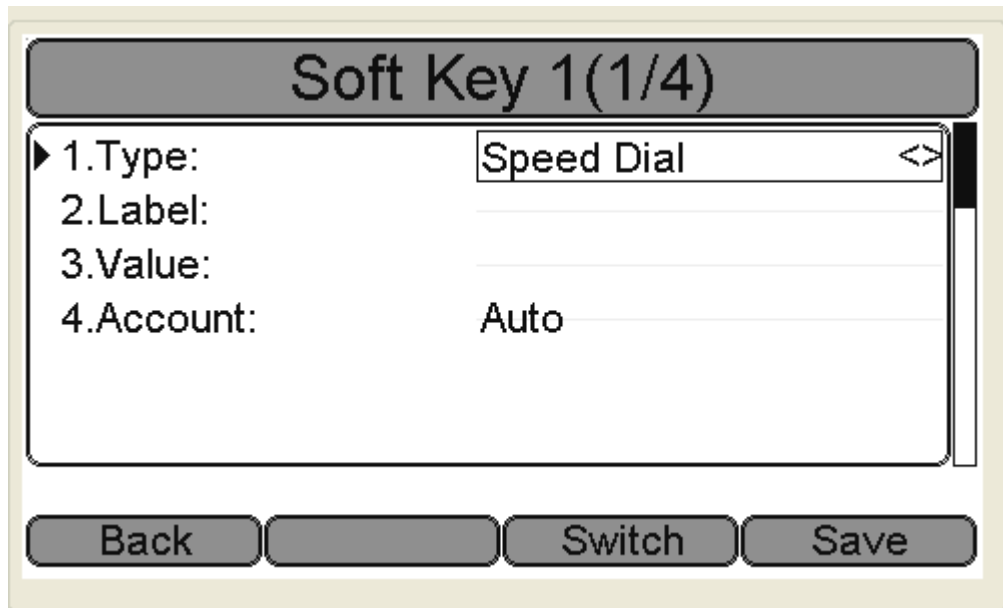 Soft Key 1(1/4)
1.Type: Speed Dial <>
2.Label:
3.Value:
4.Account: Auto
Back Switch Save